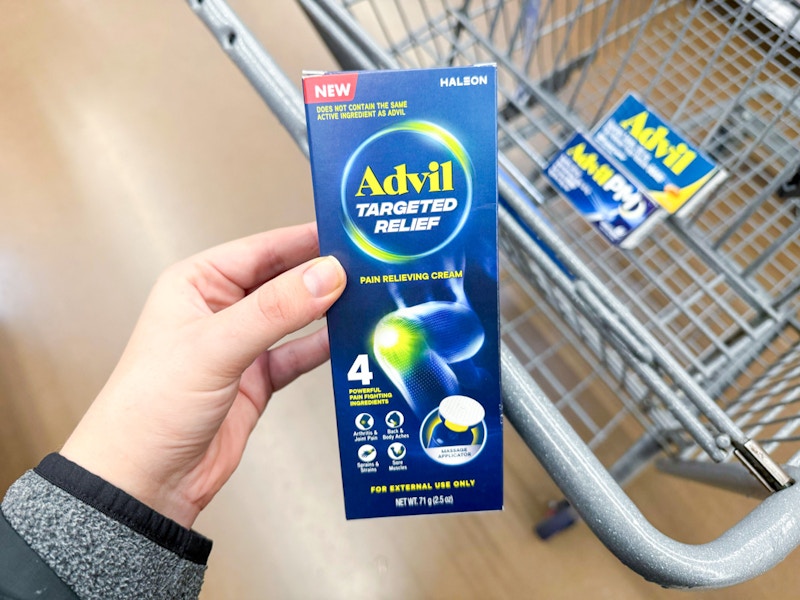 NEW
HALEON
DOES NOT CONTAIN THE SAME
ACTIVE INGREDIENT AS ADVIL
Advil
TARGETED
RELIEF
PAIN RELIEVING CREAM
4
POWERFUL
PAIN FIGHTING
INGREDIENTS
Arthritis &
Joint Pain
Back &
Body Aches
Sprains &
Strains
Sore
Muscles
MASSAGE
APPLICATOR
FOR EXTERNAL USE ONLY
NET WT. 71 g (2.5 oz)
Advil
Advil PM